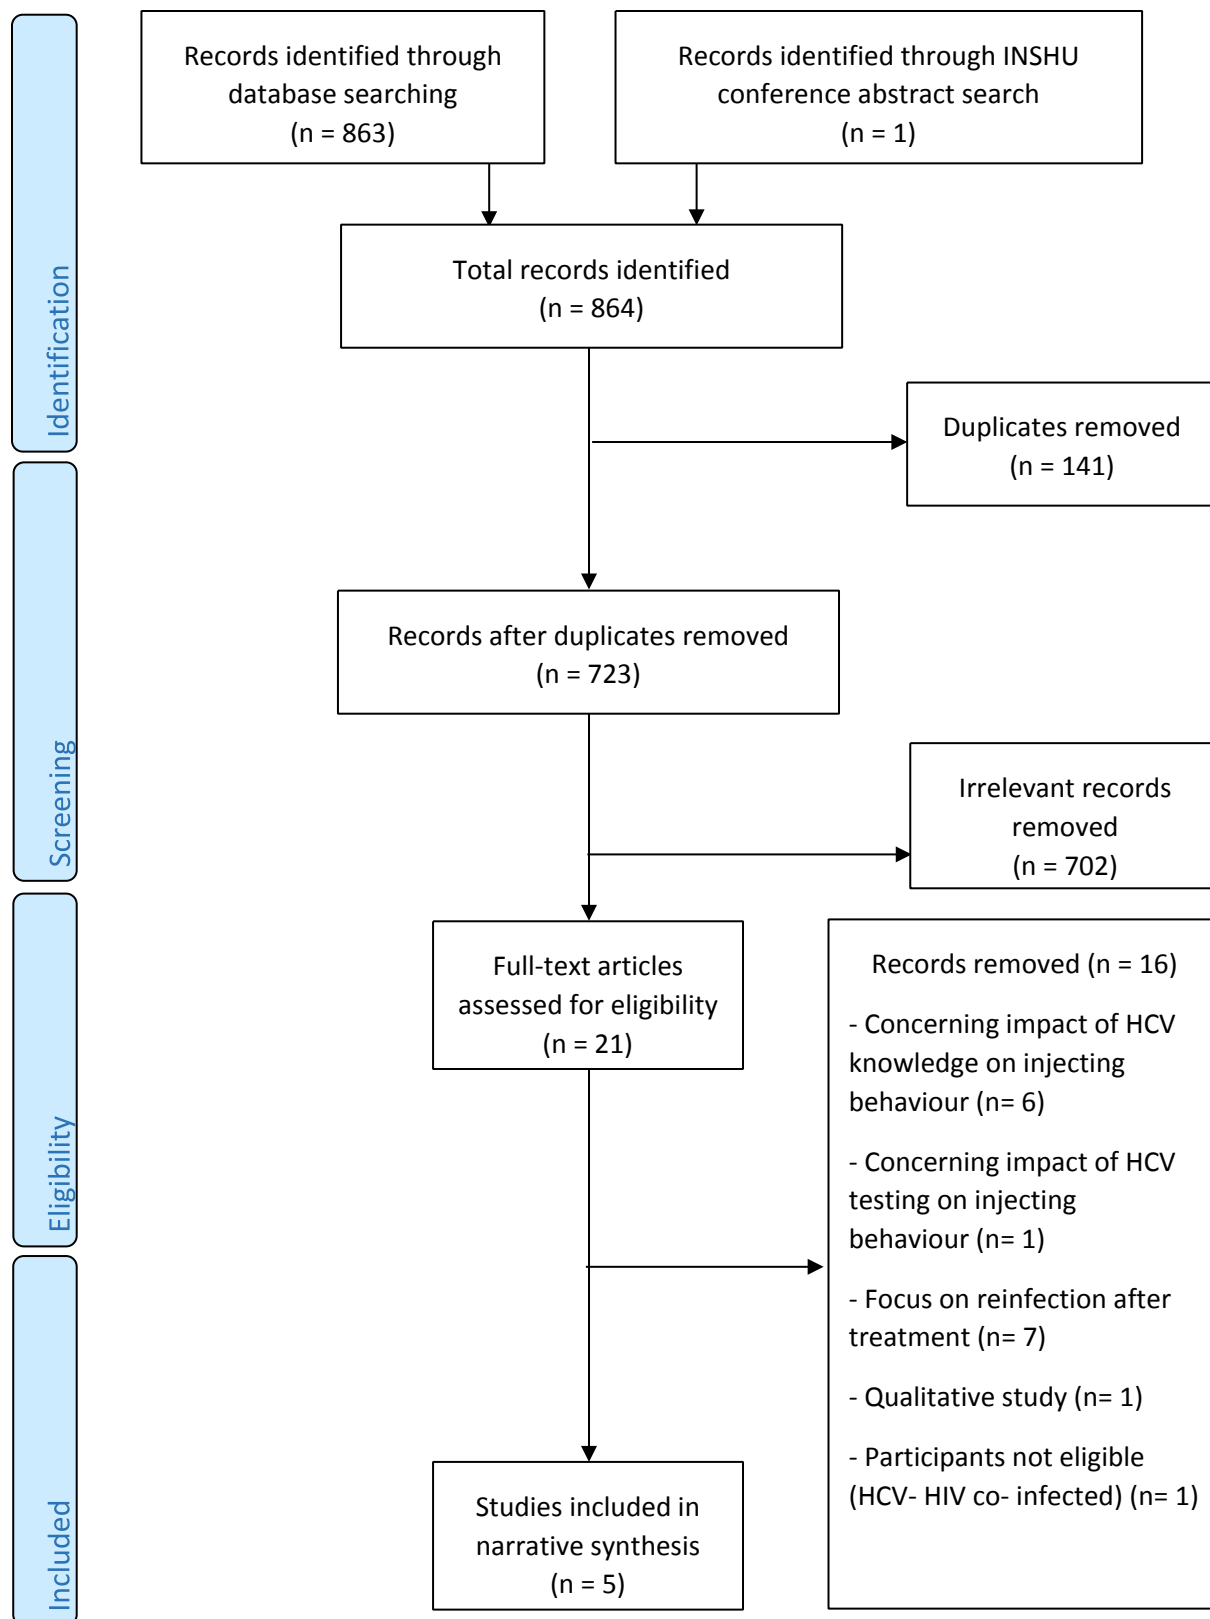 Records identified through
database searching
(n = 863)
Records identified through INSHU
conference abstract search
(n = 1)
Total records identified
(n = 864)
Identification
Duplicates removed
(n = 141)
Records after duplicates removed
(n = 723)
Screening
Irrelevant records
removed
(n = 702)
Full-text articles
assessed for eligibility
(n = 21)
Eligibility
Records removed (n = 16)
- Concerning impact of HCV
knowledge on injecting
behaviour (n= 6)
- Concerning impact of HCV
testing on injecting
behaviour (n= 1)
- Focus on reinfection after
treatment (n= 7)
- Qualitative study (n= 1)
- Participants not eligible
(HCV- HIV co- infected) (n= 1)
Included
Studies included in
narrative synthesis
(n = 5)